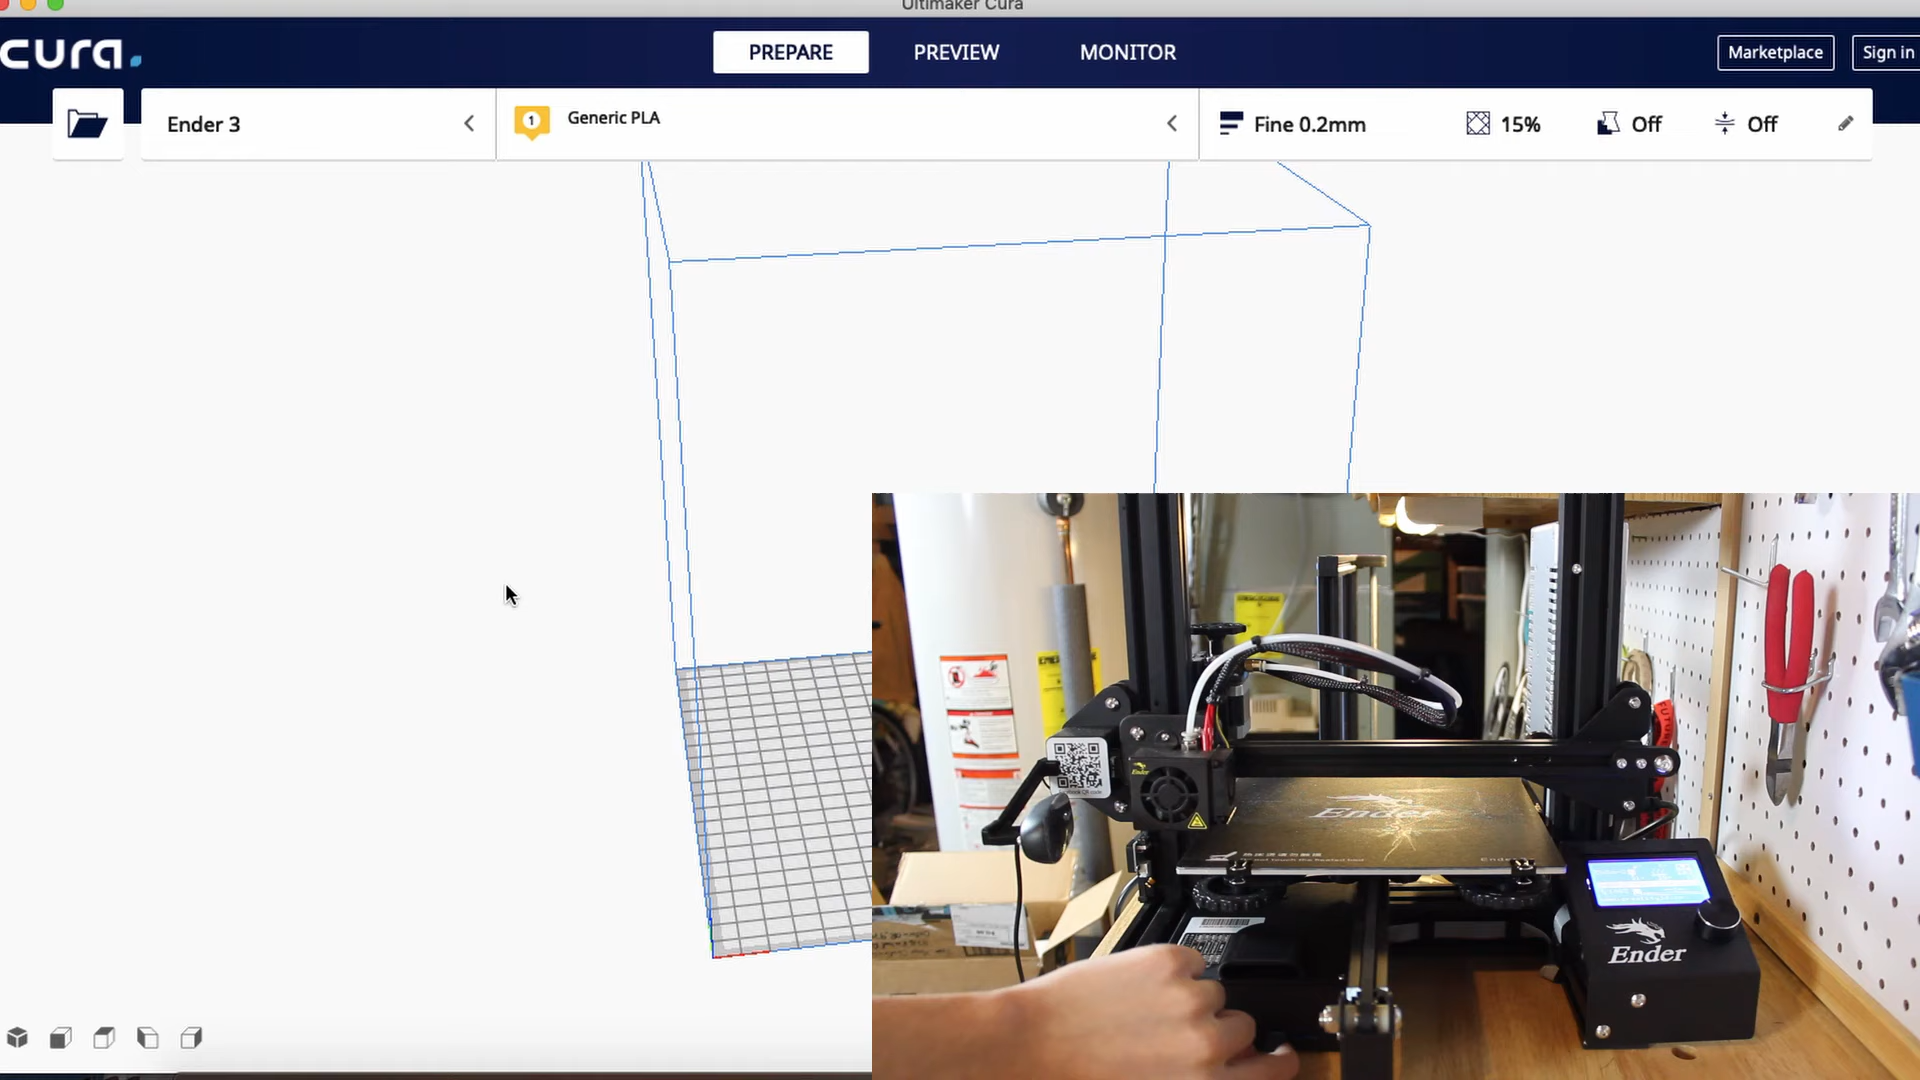 Ultimaker Cura
cura.
PREPARE
PREVIEW
MONITOR
Marketplace
Sign in
Ender 3
1
Generic PLA
Fine 0.2mm
15%
Off
Off
Ender
Ender
Ender